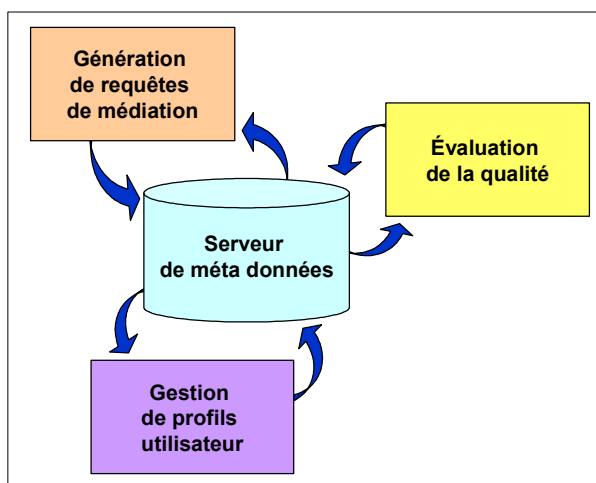 Génération
de requêtes
de médiation
Évaluation
de la qualité
Serveur
de méta données
Gestion
de profils
utilisateur